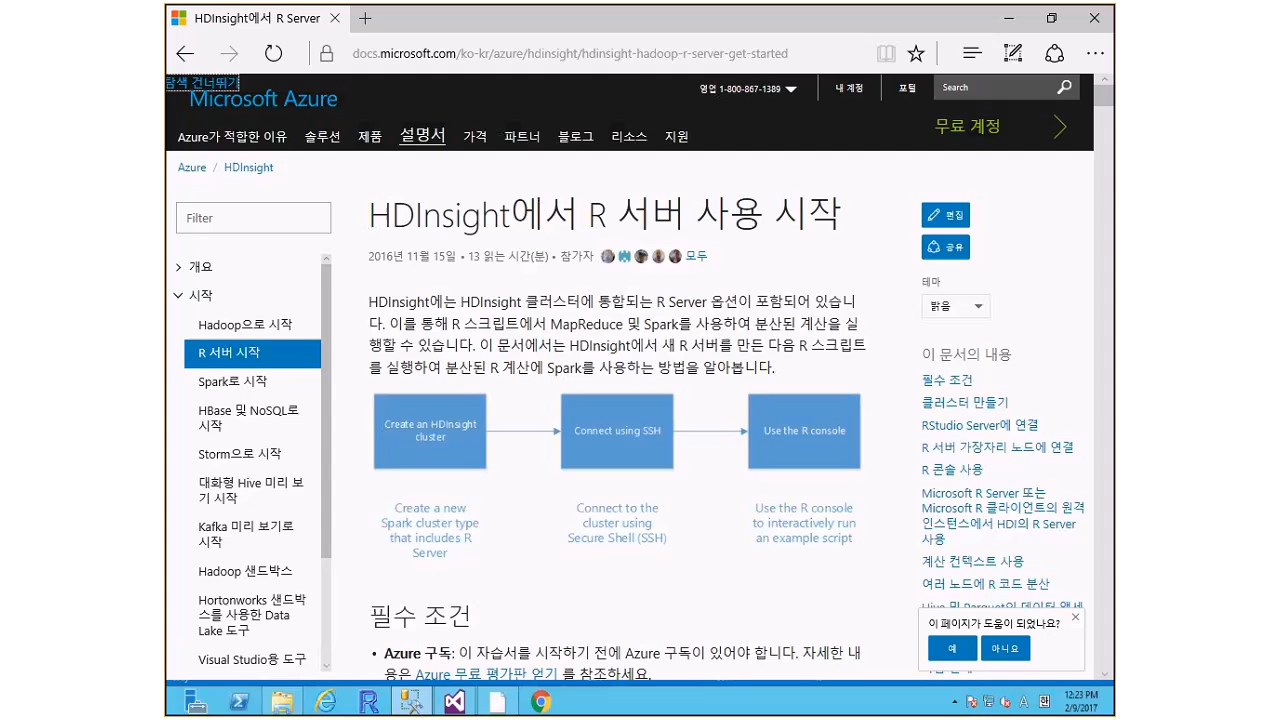 HDInsight에서 R Server
docs.microsoft.com/ko-kr/azure/hdinsight/hdinsight-hadoop-r-server-get-started
탐색 건너뛰기
Microsoft Azure
영업 1-800-867-1389
내 계정
포털
Search
Azure가 적합한 이유 솔루션 제품 설명서 가격 파트너 블로그 리소스 지원
무료 계정
Azure / HDInsight
Filter
개요
시작
Hadoop으로 시작
R 서버 시작
Spark로 시작
HBase 및 NoSQL로
시작
Storm으로 시작
대화형 Hive 미리 보
기 시작
Kafka 미리 보기로
시작
Hadoop 샌드박스
Hortonworks 샌드박
스를 사용한 Data
Lake 도구
Visual Studio용 도구
HDInsight에서 R 서버 사용 시작
2016년 11월 15일 • 13 읽는 시간(분) • 참가자 모두
HDInsight에는 HDInsight 클러스터에 통합되는 R Server 옵션이 포함되어 있습니
다. 이를 통해 R 스크립트에서 MapReduce 및 Spark를 사용하여 분산된 계산을 실
행할 수 있습니다. 이 문서에서는 HDInsight에서 새 R 서버를 만든 다음 R 스크립트
를 실행하여 분산된 R 계산에 Spark를 사용하는 방법을 알아봅니다.
Create an HDInsight
cluster
Connect using SSH
Use the R console
Create a new
Spark cluster type
that includes R
Server
Connect to the
cluster using
Secure Shell (SSH)
Use the R console
to interactively run
an example script
필수 조건
• Azure 구독: 이 자습서를 시작하기 전에 Azure 구독이 있어야 합니다. 자세한 내
용은 Azure 무료 평가판 얻기 를 참조하세요.
편집
공유
테마
밝음
이 문서의 내용
필수 조건
클러스터 만들기
RStudio Server에 연결
R 서버 가장자리 노드에 연결
R 콘솔 사용
Microsoft R Server 또는
Microsoft R 클라이언트의 원격
인스턴스에서 HDI의 R Server
사용
계산 컨텍스트 사용
여러 노드에 R 코드 분산
이 페이지가 도움이 되었나요?
예
아니요
A
한
12:23 PM
2/9/2017